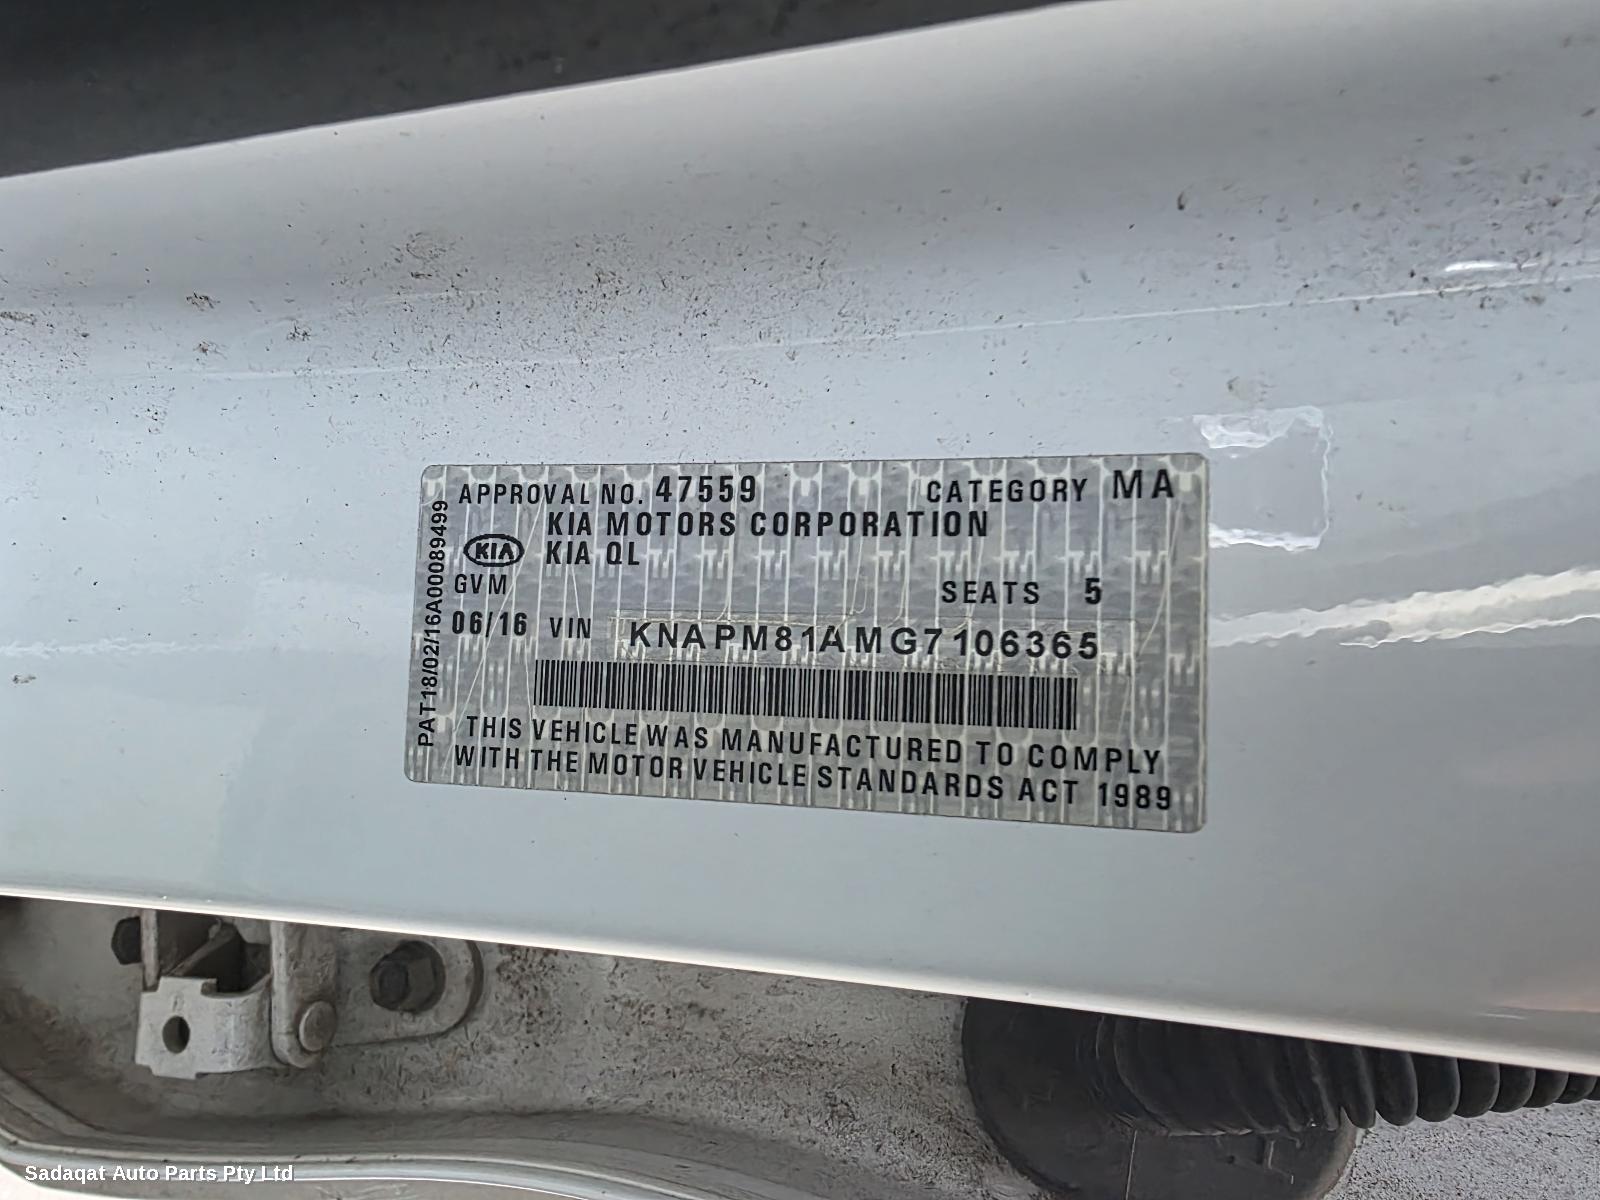 APPROVAL NO. 47559 CATEGORY MA
KIA MOTORS CORPORATION
KIA KIA QL
GVM SEATS 5
06/16 VIN KNAPM81AMG7106365
THIS VEHICLE WAS MANUFACTURED TO COMPLY
WITH THE MOTOR VEHICLE STANDARDS ACT 1989
PAT18/02/16A00089499
Sadaqat Auto Parts Pty Ltd